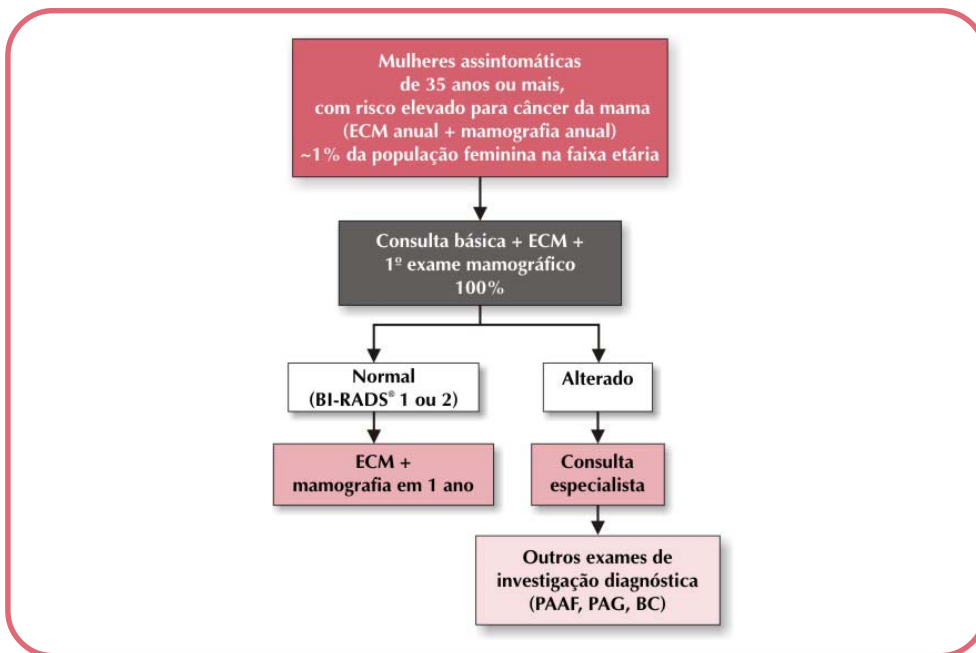 Mulheres assintomáticas
de 35 anos ou mais,
com risco elevado para câncer da mama
(ECM anual + mamografia anual)
~1% da população feminina na faixa etária
Consulta básica + ECM +
1º exame mamográfico
100%
Normal
(BI-RADS® 1 ou 2)
Alterado
ECM +
mamografia em 1 ano
Consulta
especialista
Outros exames de
investigação diagnóstica
(PAAF, PAG, BC)